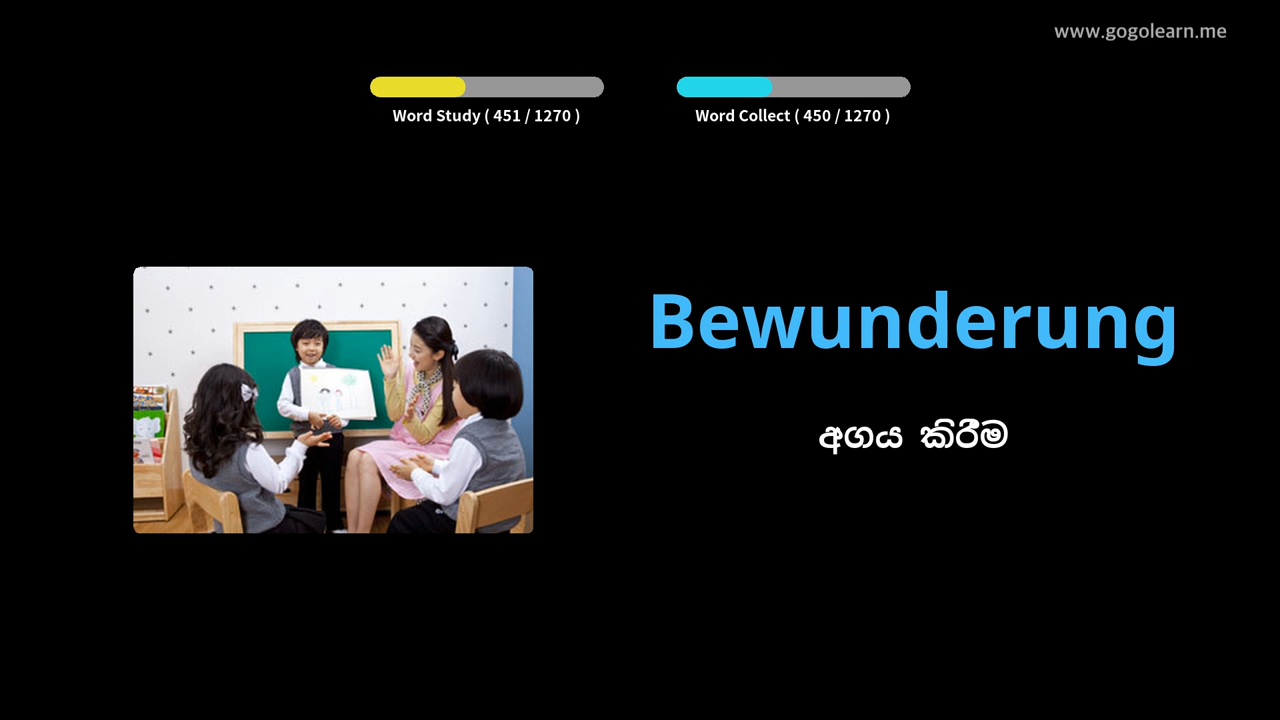 www.gogolearn.me
Word Study ( 451 / 1270 )
Word Collect ( 450 / 1270 )
Bewunderung
අගය කිරීම